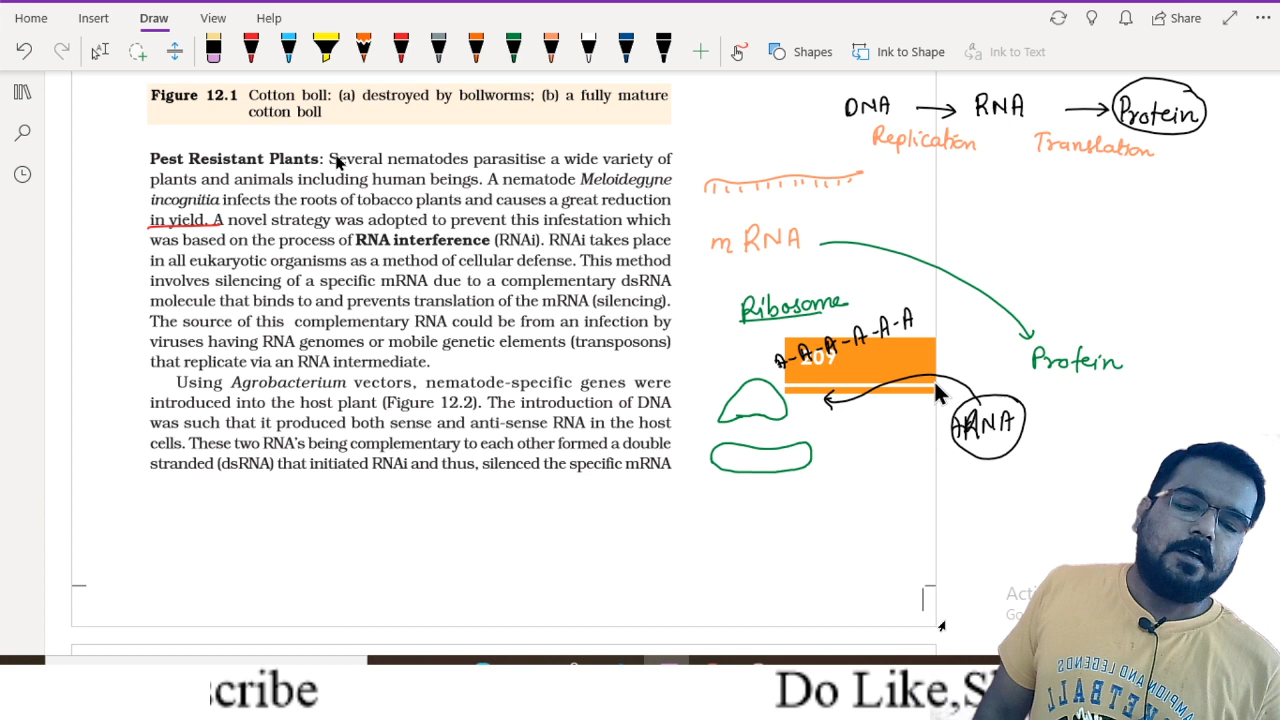 Home Insert Draw View Help Share
Shapes Ink to Shape Ink to Text
Figure 12.1 Cotton boll: (a) destroyed by bollworms; (b) a fully mature
cotton boll
Pest Resistant Plants: Several nematodes parasitise a wide variety of
plants and animals including human beings. A nematode Meloidegyne
incognitia infects the roots of tobacco plants and causes a great reduction
in yield. A novel strategy was adopted to prevent this infestation which
was based on the process of RNA interference (RNAi). RNAi takes place
in all eukaryotic organisms as a method of cellular defense. This method
involves silencing of a specific mRNA due to a complementary dsRNA
molecule that binds to and prevents translation of the mRNA (silencing).
The source of this complementary RNA could be from an infection by
viruses having RNA genomes or mobile genetic elements (transposons)
that replicate via an RNA intermediate.
Using Agrobacterium vectors, nematode-specific genes were
introduced into the host plant (Figure 12.2). The introduction of DNA
was such that it produced both sense and anti-sense RNA in the host
cells. These two RNA's being complementary to each other formed a double
stranded (dsRNA) that initiated RNAi and thus, silenced the specific mRNA
DNA → RNA → Protein
Replication Translation
mRNA
Ribosome
A-A-A-A-A-A
209
Protein
Acti
Go
CHAMPION AND LEGENDS
BASKETBALL
scribe Do Like,S